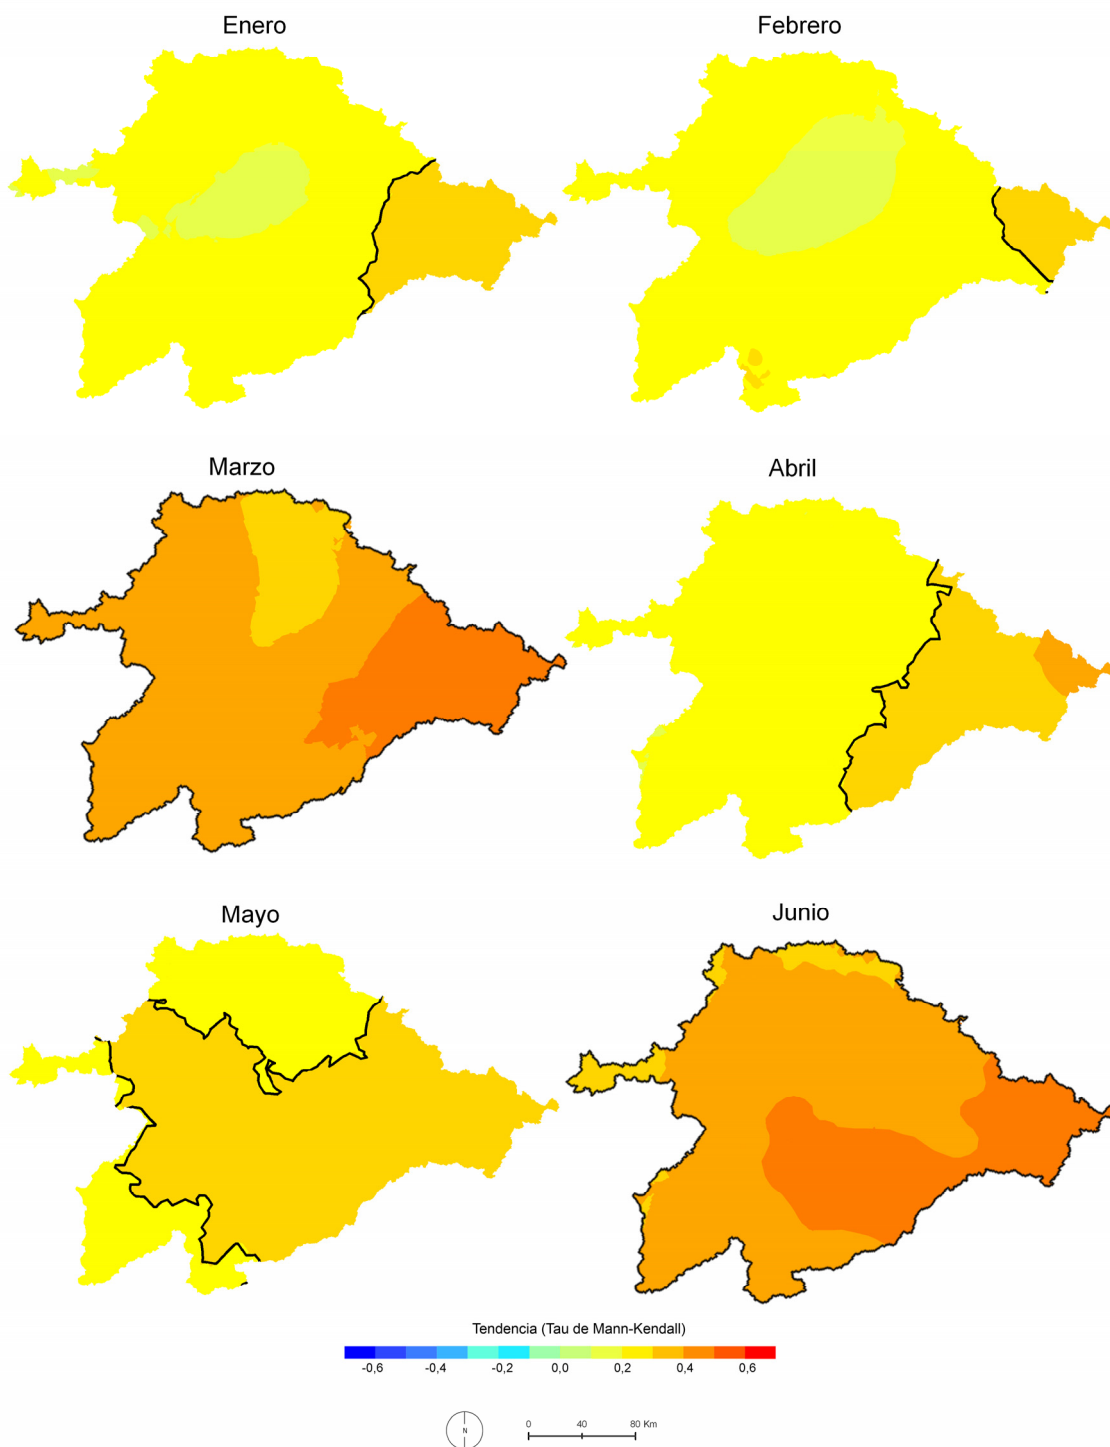 Enero
Febrero
Marzo
Abril
Mayo
Junio
Tendencia (Tau de Mann-Kendall)
-0,6 -0,4 -0,2 0,0 0,2 0,4 0,6
N
0 40 80 Km